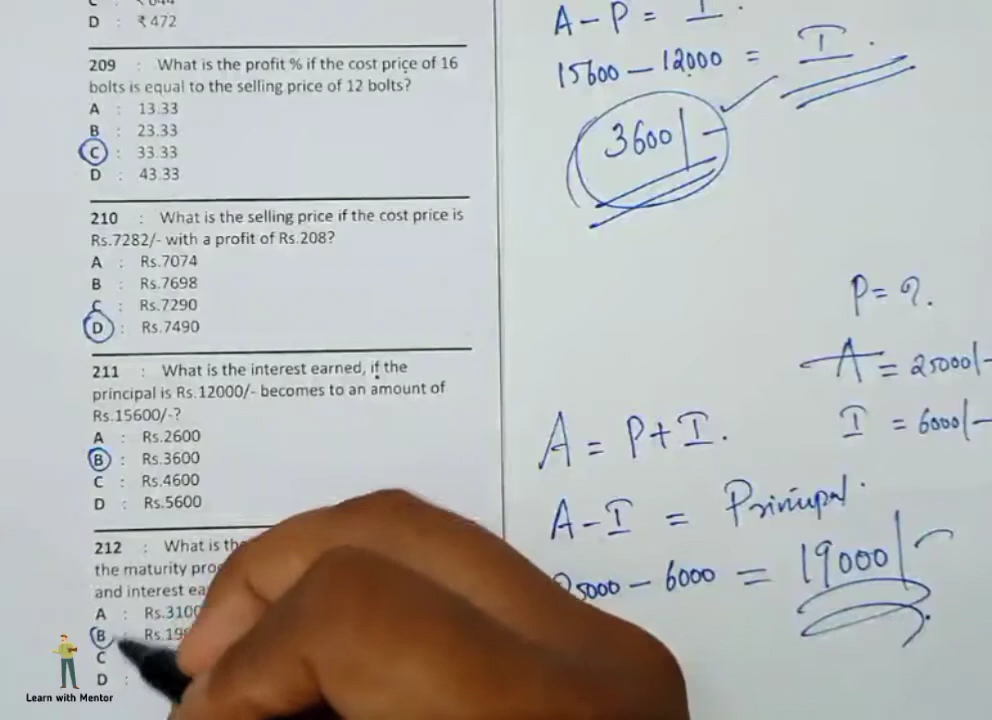 D : ₹ 472
209 : What is the profit % if the cost price of 16
bolts is equal to the selling price of 12 bolts?
A : 13.33
B : 23.33
C : 33.33
D : 43.33
210 : What is the selling price if the cost price is
Rs.7282/- with a profit of Rs.208?
A : Rs.7074
B : Rs.7698
C : Rs.7290
D : Rs.7490
211 : What is the interest earned, if the
principal is Rs.12000/- becomes to an amount of
Rs.15600/-?
A : Rs.2600
B : Rs.3600
C : Rs.4600
D : Rs.5600
212 : What is
the maturity
and interest
A : Rs.3100
B :
C
D :
Learn with Mentor
A - P = I.
15600 - 12000 = I.
3600/-
P = ?.
A = 25000/-
I = 6000/-
A = P + I.
A - I = Principal.
5000 - 6000 = 19000/-